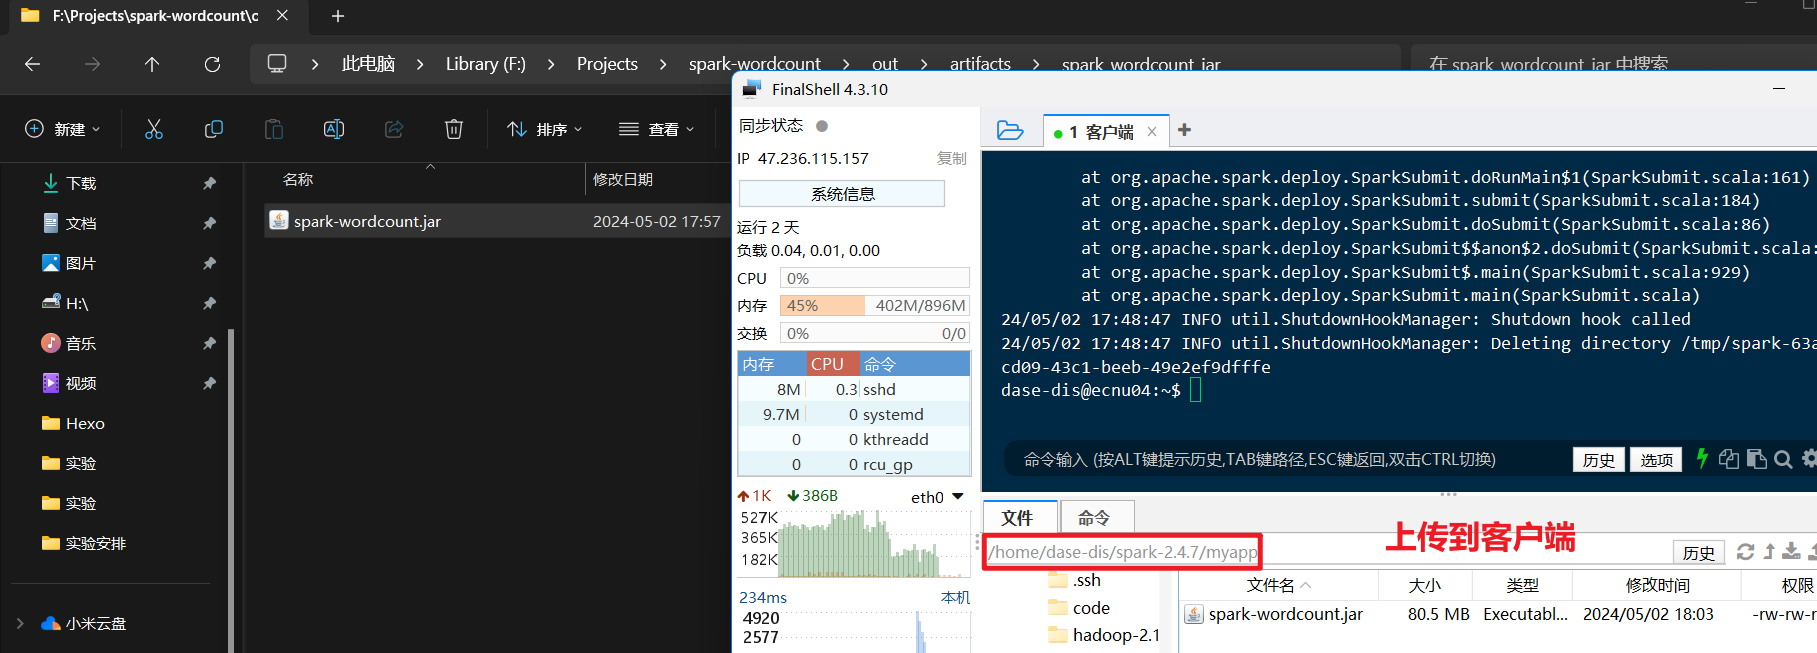 F:\Projects\spark-wordcount\c
此电脑 Library (F:) Projects spark-wordcount out artifacts spark_wordcount_jar
在 spark_wordcount_jar 中搜索
新建 排序 查看
下载
文档
图片
H:\
音乐
视频
Hexo
实验
实验
实验安排
小米云盘
名称 修改日期
spark-wordcount.jar 2024-05-02 17:57
FinalShell 4.3.10
同步状态
IP 47.236.115.157 复制
系统信息
运行 2 天
负载 0.04, 0.01, 0.00
CPU 0%
内存 45% 402M/896M
交换 0% 0/0
内存 CPU 命令
8M 0.3 sshd
9.7M 0 systemd
0 0 kthreadd
0 0 rcu_gp
1K 386B eth0
527K
365K
182K
234ms 本机
4920
2577
1 客户端
at org.apache.spark.deploy.SparkSubmit.doRunMain$1(SparkSubmit.scala:161)
at org.apache.spark.deploy.SparkSubmit.submit(SparkSubmit.scala:184)
at org.apache.spark.deploy.SparkSubmit.doSubmit(SparkSubmit.scala:86)
at org.apache.spark.deploy.SparkSubmit$$anon$2.doSubmit(SparkSubmit.scala:
at org.apache.spark.deploy.SparkSubmit$.main(SparkSubmit.scala:929)
at org.apache.spark.deploy.SparkSubmit.main(SparkSubmit.scala)
24/05/02 17:48:47 INFO util.ShutdownHookManager: Shutdown hook called
24/05/02 17:48:47 INFO util.ShutdownHookManager: Deleting directory /tmp/spark-63a
cd09-43c1-beeb-49e2ef9dfffe
dase-dis@ecnu04:~$
命令输入 (按ALT键提示历史,TAB键路径,ESC键返回,双击CTRL切换) 历史 选项
文件 命令
/home/dase-dis/spark-2.4.7/myapp 上传到客户端 历史
.ssh
code
hadoop-2.1
文件名 大小 类型 修改时间 权限
spark-wordcount.jar 80.5 MB Executabl... 2024/05/02 18:03 -rw-rw-r